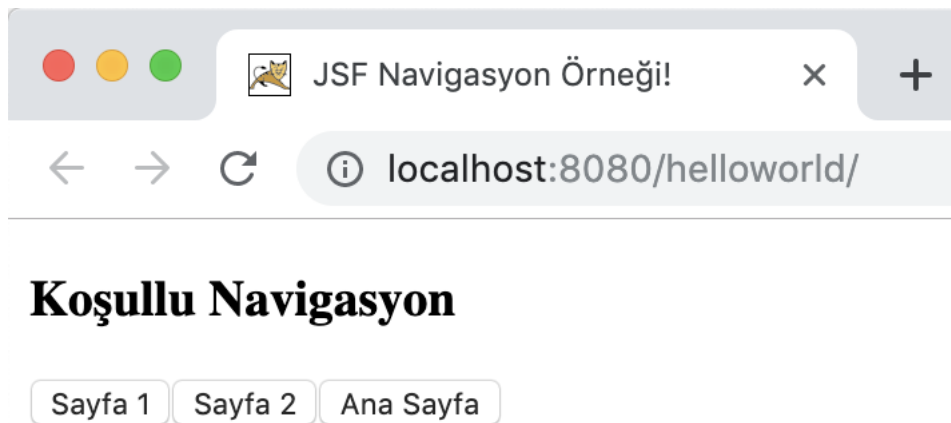 JSF Navigasyon Örneği!
localhost:8080/helloworld/
Koşullu Navigasyon
Sayfa 1 Sayfa 2 Ana Sayfa